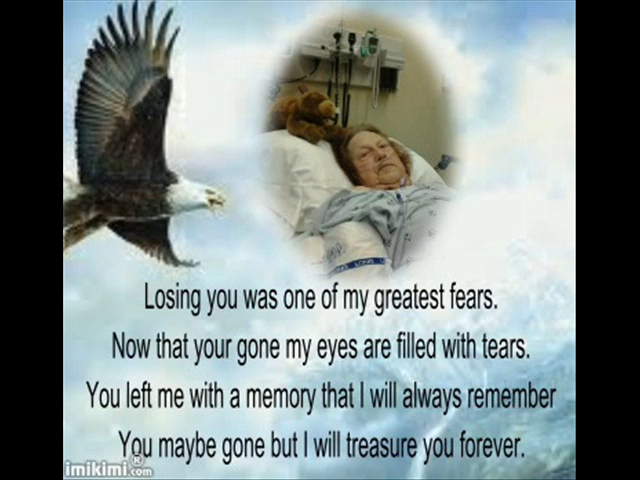 Losing you was one of my greatest fears.
Now that your gone my eyes are filled with tears.
You left me with a memory that I will always remember
You maybe gone but I will treasure you forever.
imikimi®.com